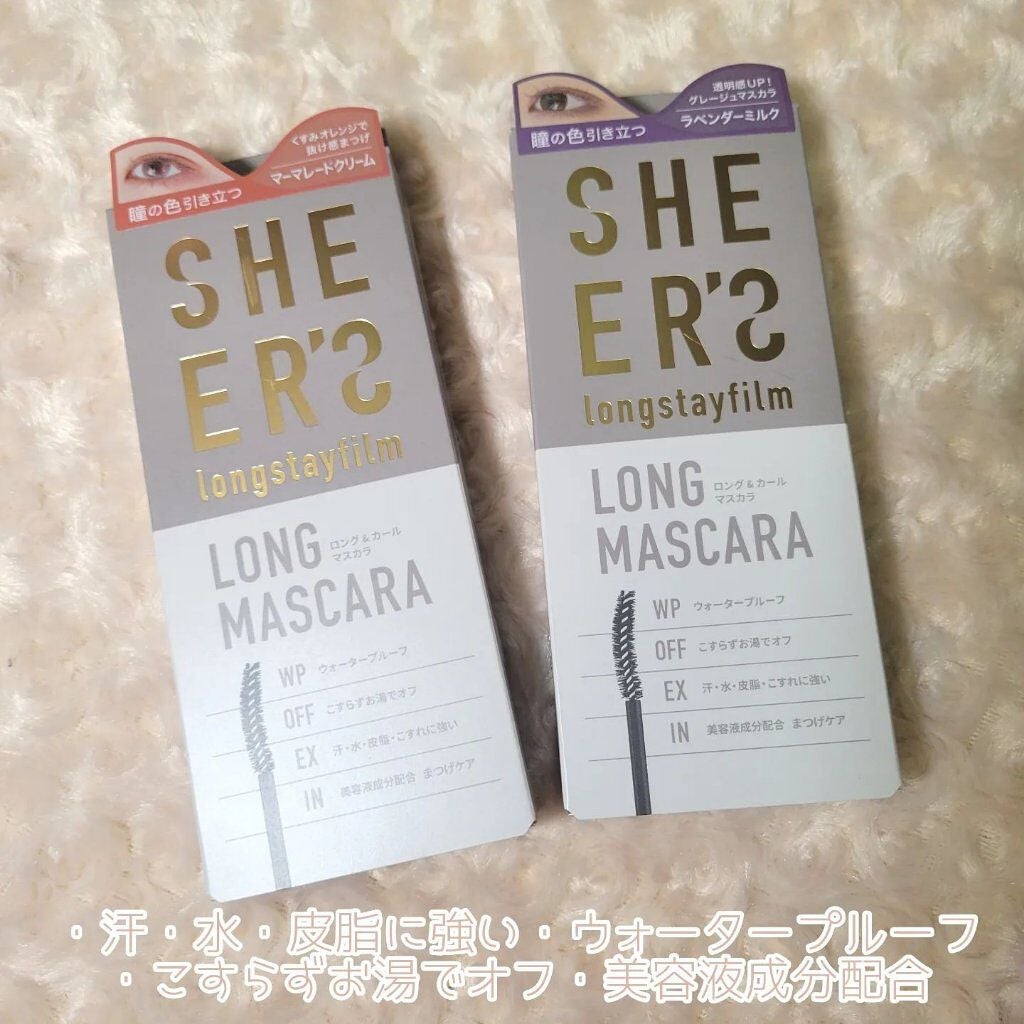 くすみオレンジで
抜け感まつげ
マーマレードクリーム
瞳の色引き立つ
SHE
ER'S
longstayfilm
LONG
MASCARA
ロング&カール
マスカラ
WP ウォータープルーフ
OFF こすらずお湯でオフ
EX 汗・水・皮脂・こすれに強い
IN 美容液成分配合 まつげケア
透明感UP!
グレージュマスカラ
ラベンダーミルク
瞳の色引き立つ
SHE
ER'S
longstayfilm
LONG
MASCARA
ロング&カール
マスカラ
WP ウォータープルーフ
OFF こすらずお湯でオフ
EX 汗・水・皮脂・こすれに強い
IN 美容液成分配合 まつげケア
・汗・水・皮脂に強い・ウォータープルーフ
・こすらずお湯でオフ・美容液成分配合